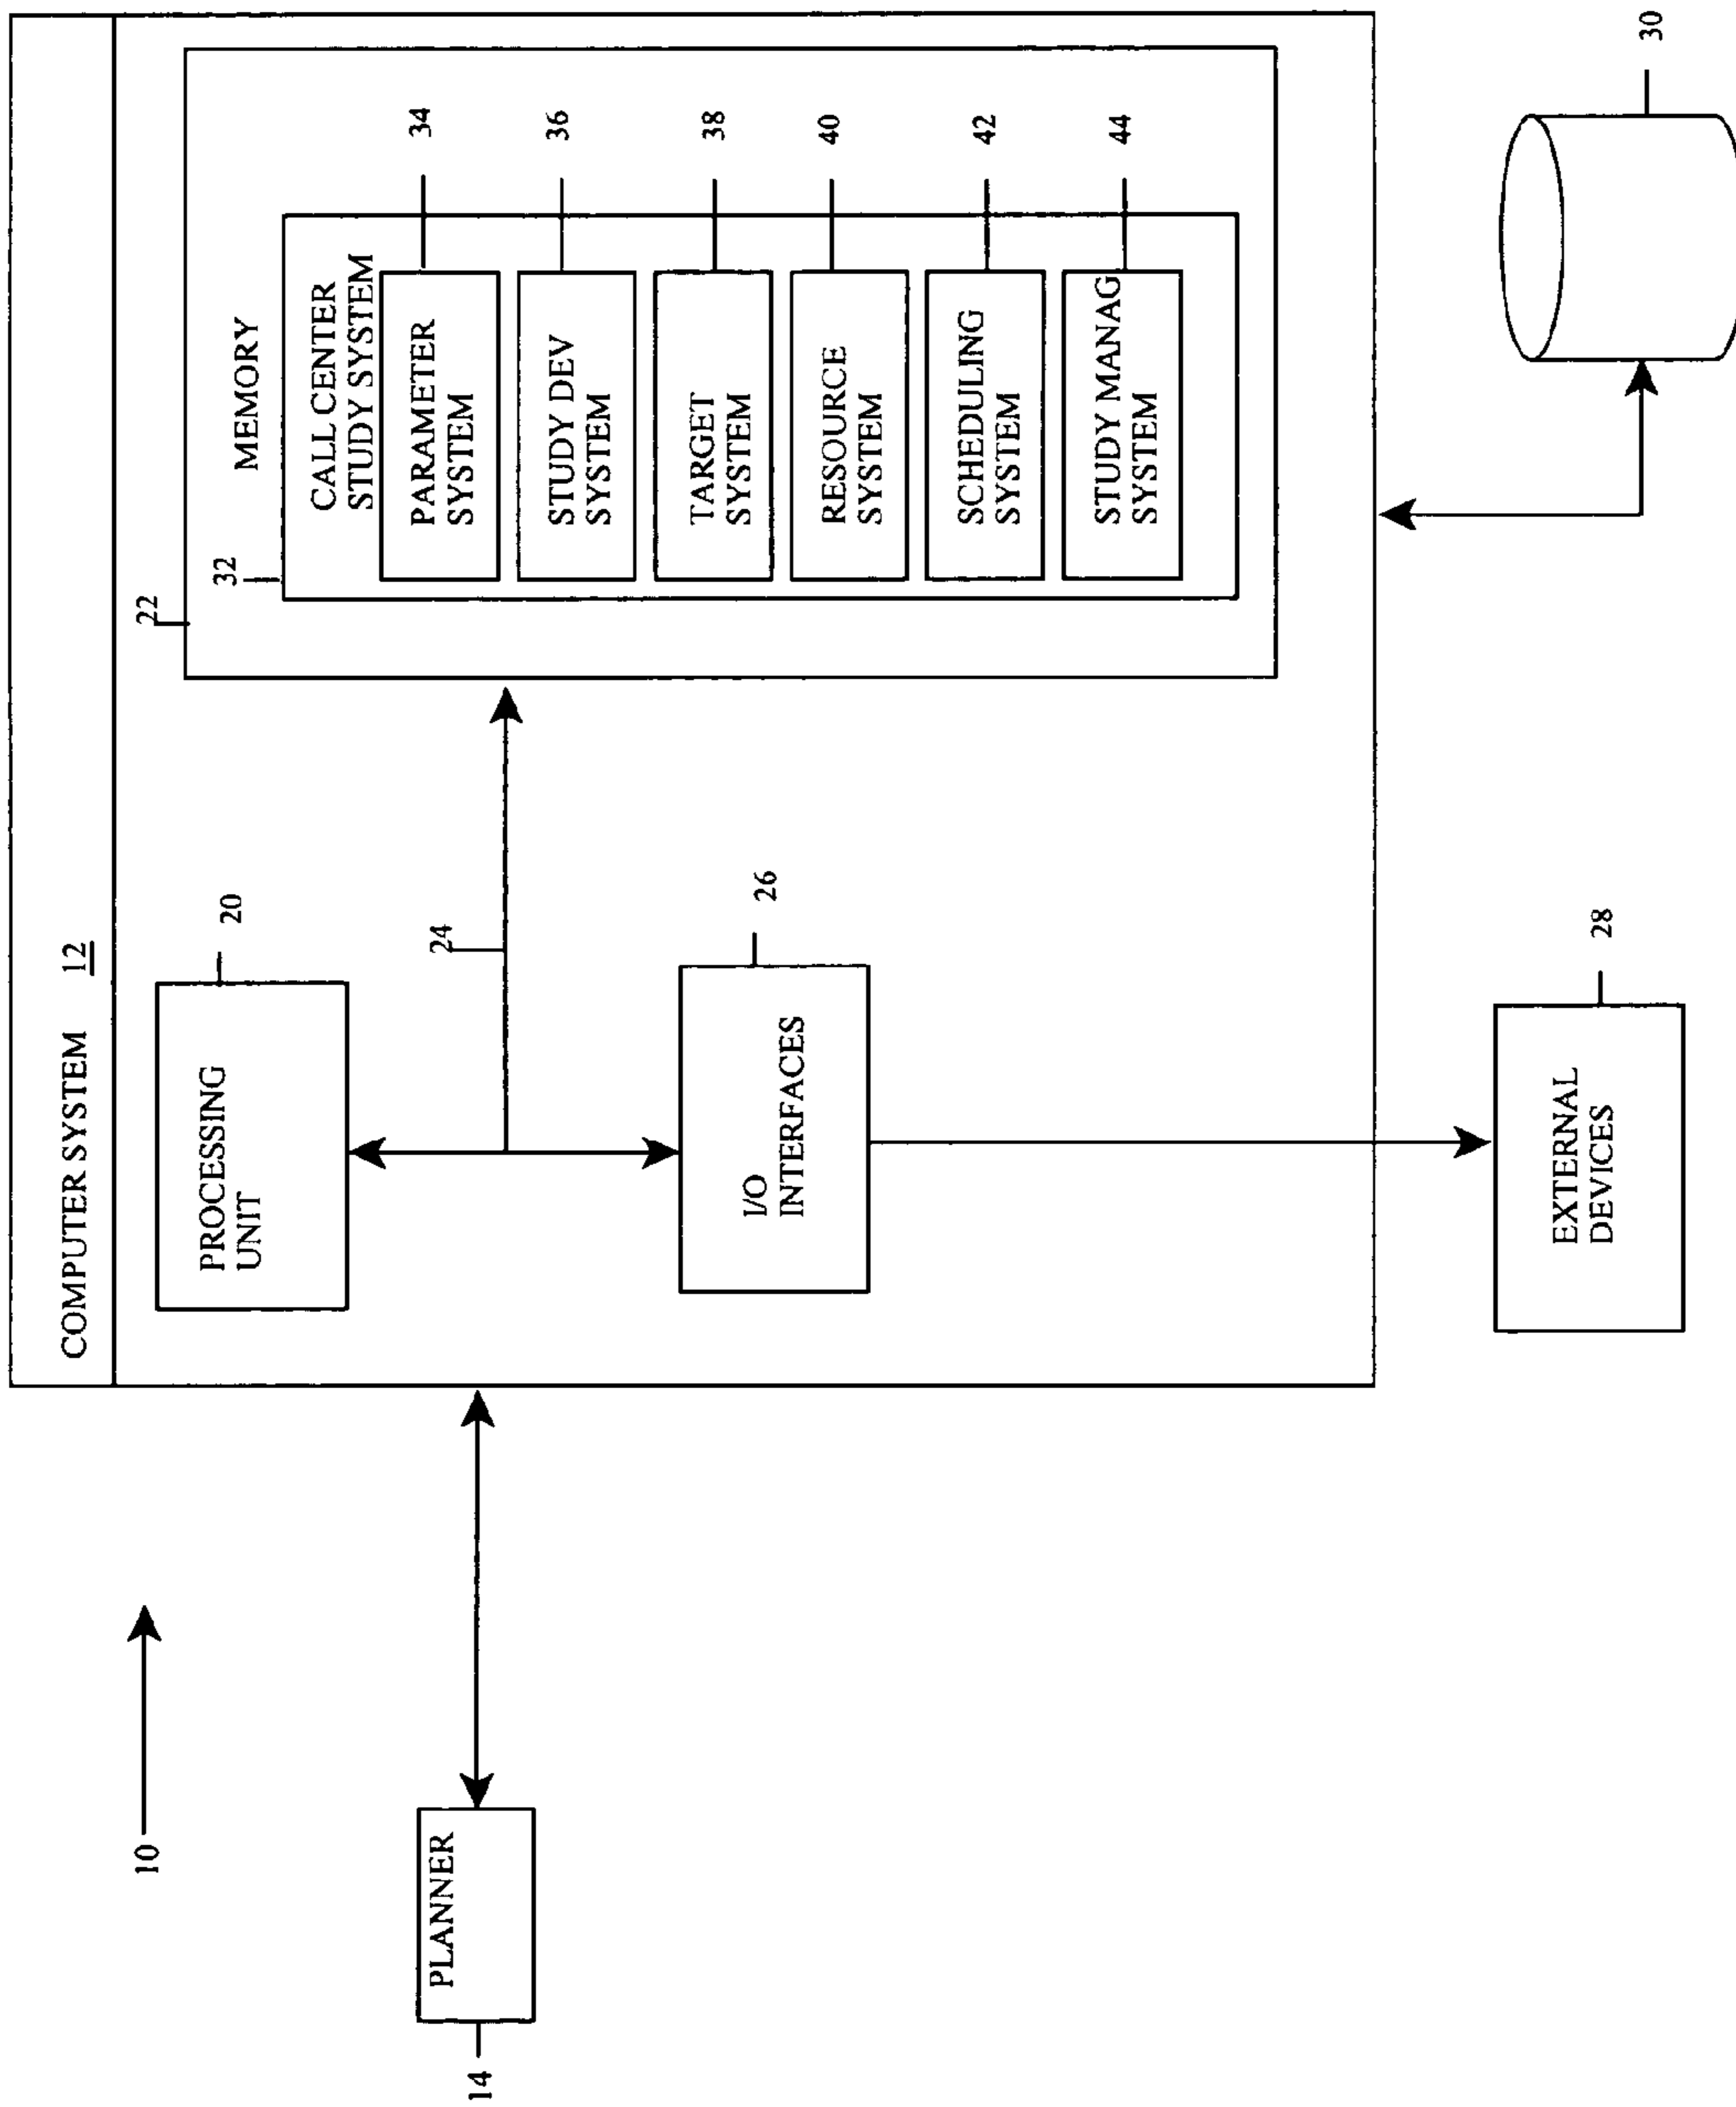 COMPUTER SYSTEM 12
10
PLANNER
14
PROCESSING
UNIT
20
24
I/O
INTERFACES
26
22
MEMORY
32
CALL CENTER
STUDY SYSTEM
PARAMETER
SYSTEM
34
STUDY DEV
SYSTEM
36
TARGET
SYSTEM
38
RESOURCE
SYSTEM
40
SCHEDULING
SYSTEM
42
STUDY MANAG
SYSTEM
44
EXTERNAL
DEVICES
28
30